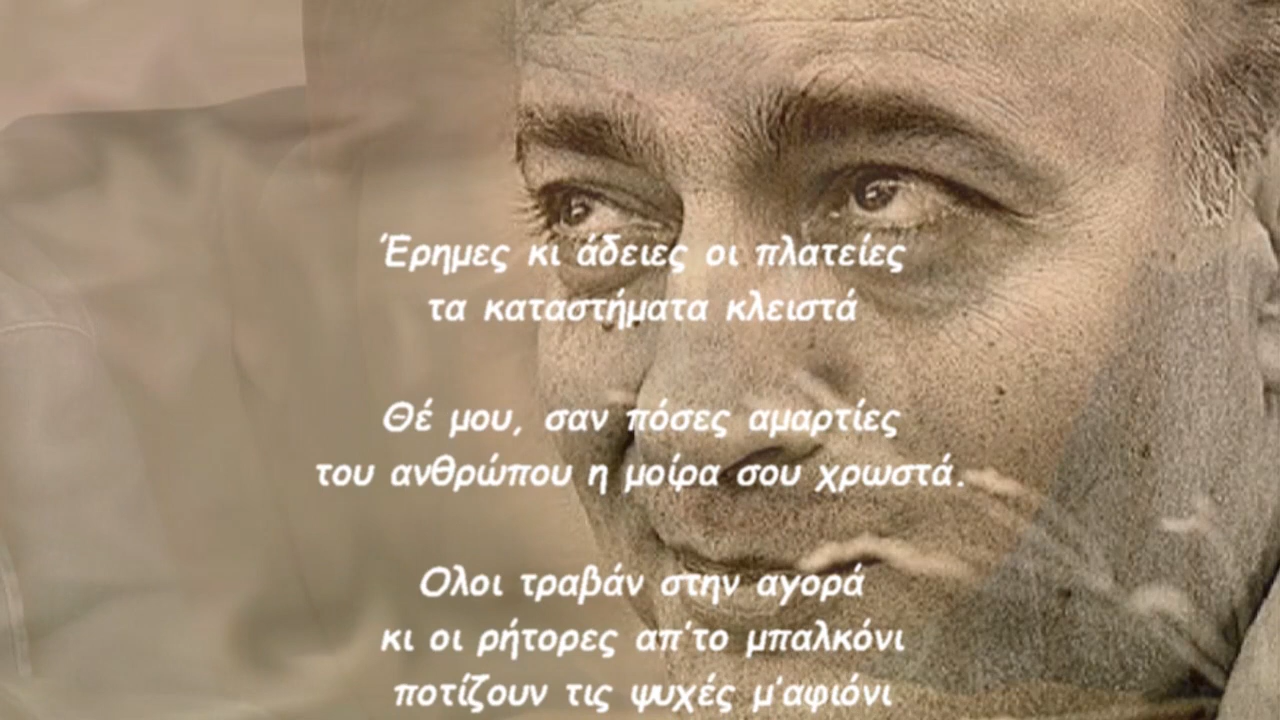 Έρημες κι άδειες οι πλατείες
τα καταστήματα κλειστά
Θέ μου, σαν πόσες αμαρτίες
του ανθρώπου η μοίρα σου χρωστά.
Ολοι τραβάν στην αγορά
κι οι ρήτορες απ'το μπαλκόνι
ποτίζουν τις ψυχές μ'αφιόνι